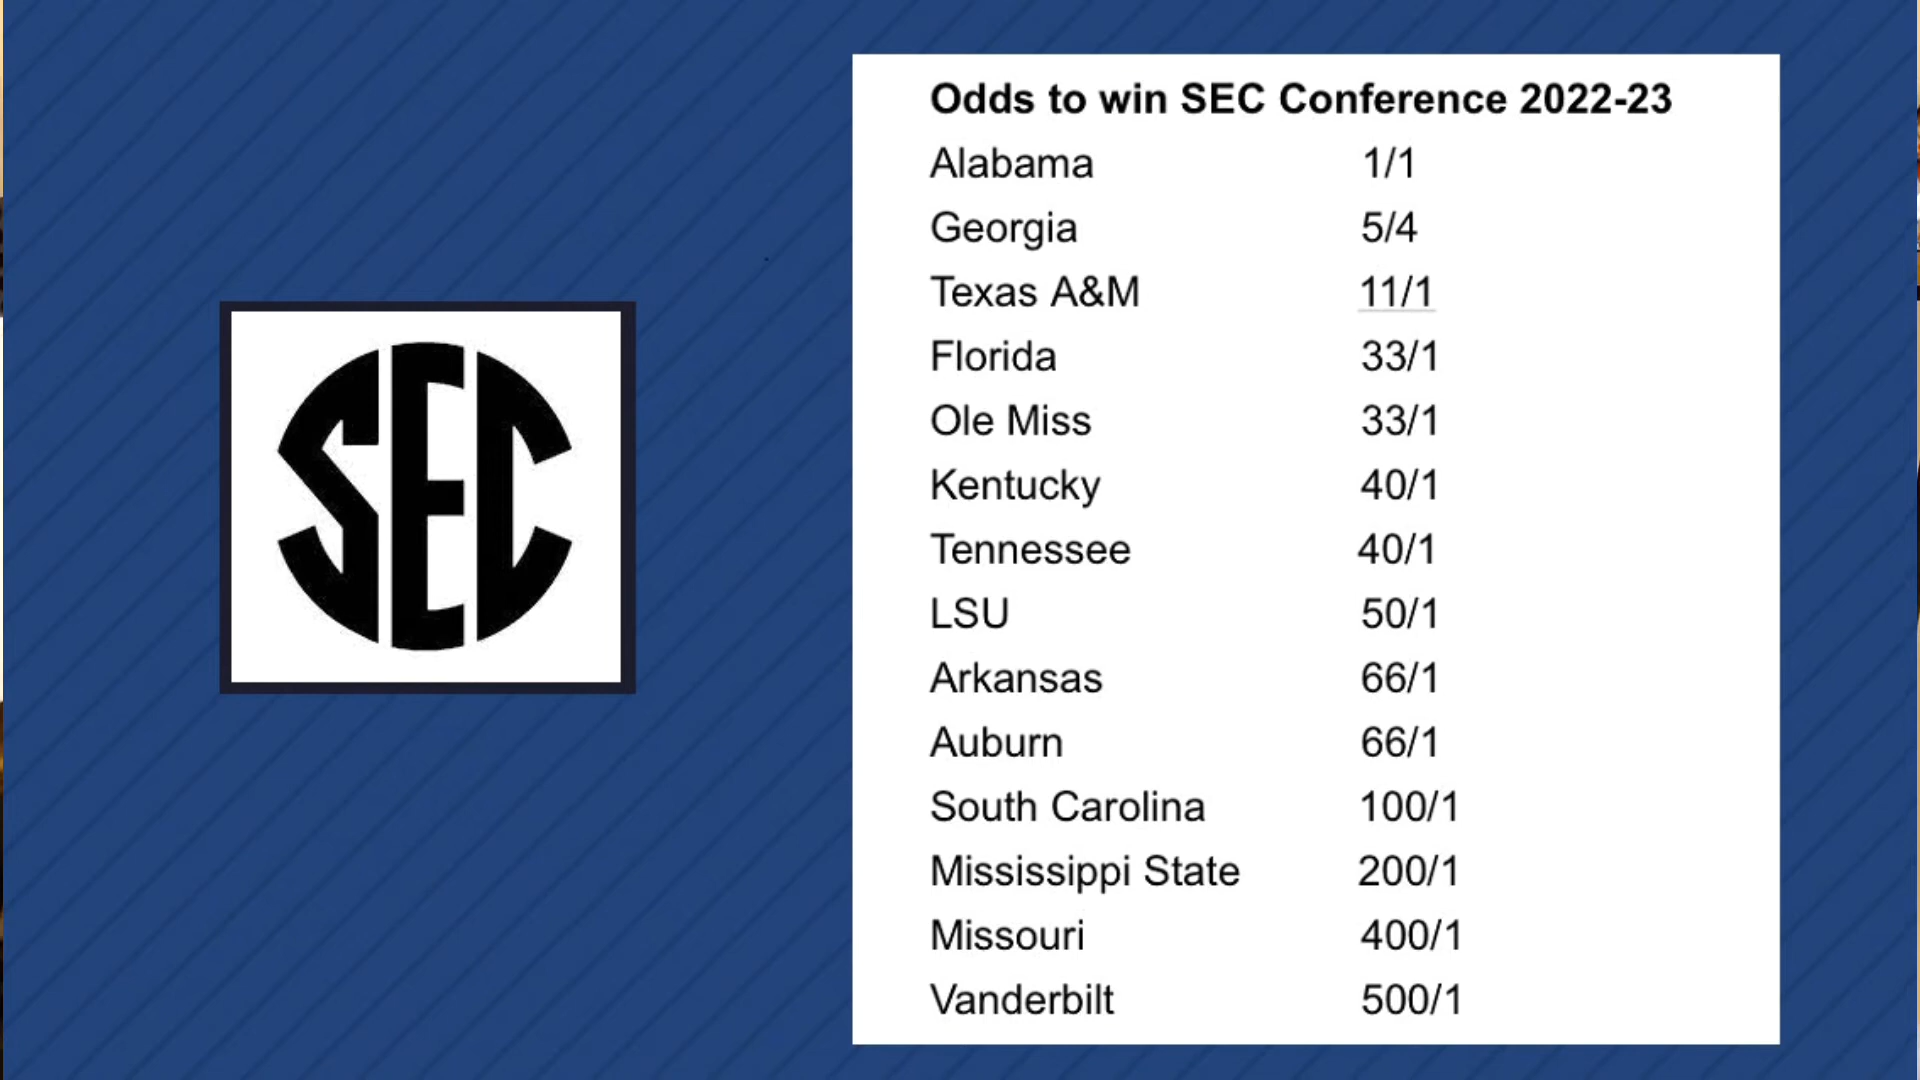 SEC
Odds to win SEC Conference 2022-23
Alabama 1/1
Georgia 5/4
Texas A&M 11/1
Florida 33/1
Ole Miss 33/1
Kentucky 40/1
Tennessee 40/1
LSU 50/1
Arkansas 66/1
Auburn 66/1
South Carolina 100/1
Mississippi State 200/1
Missouri 400/1
Vanderbilt 500/1